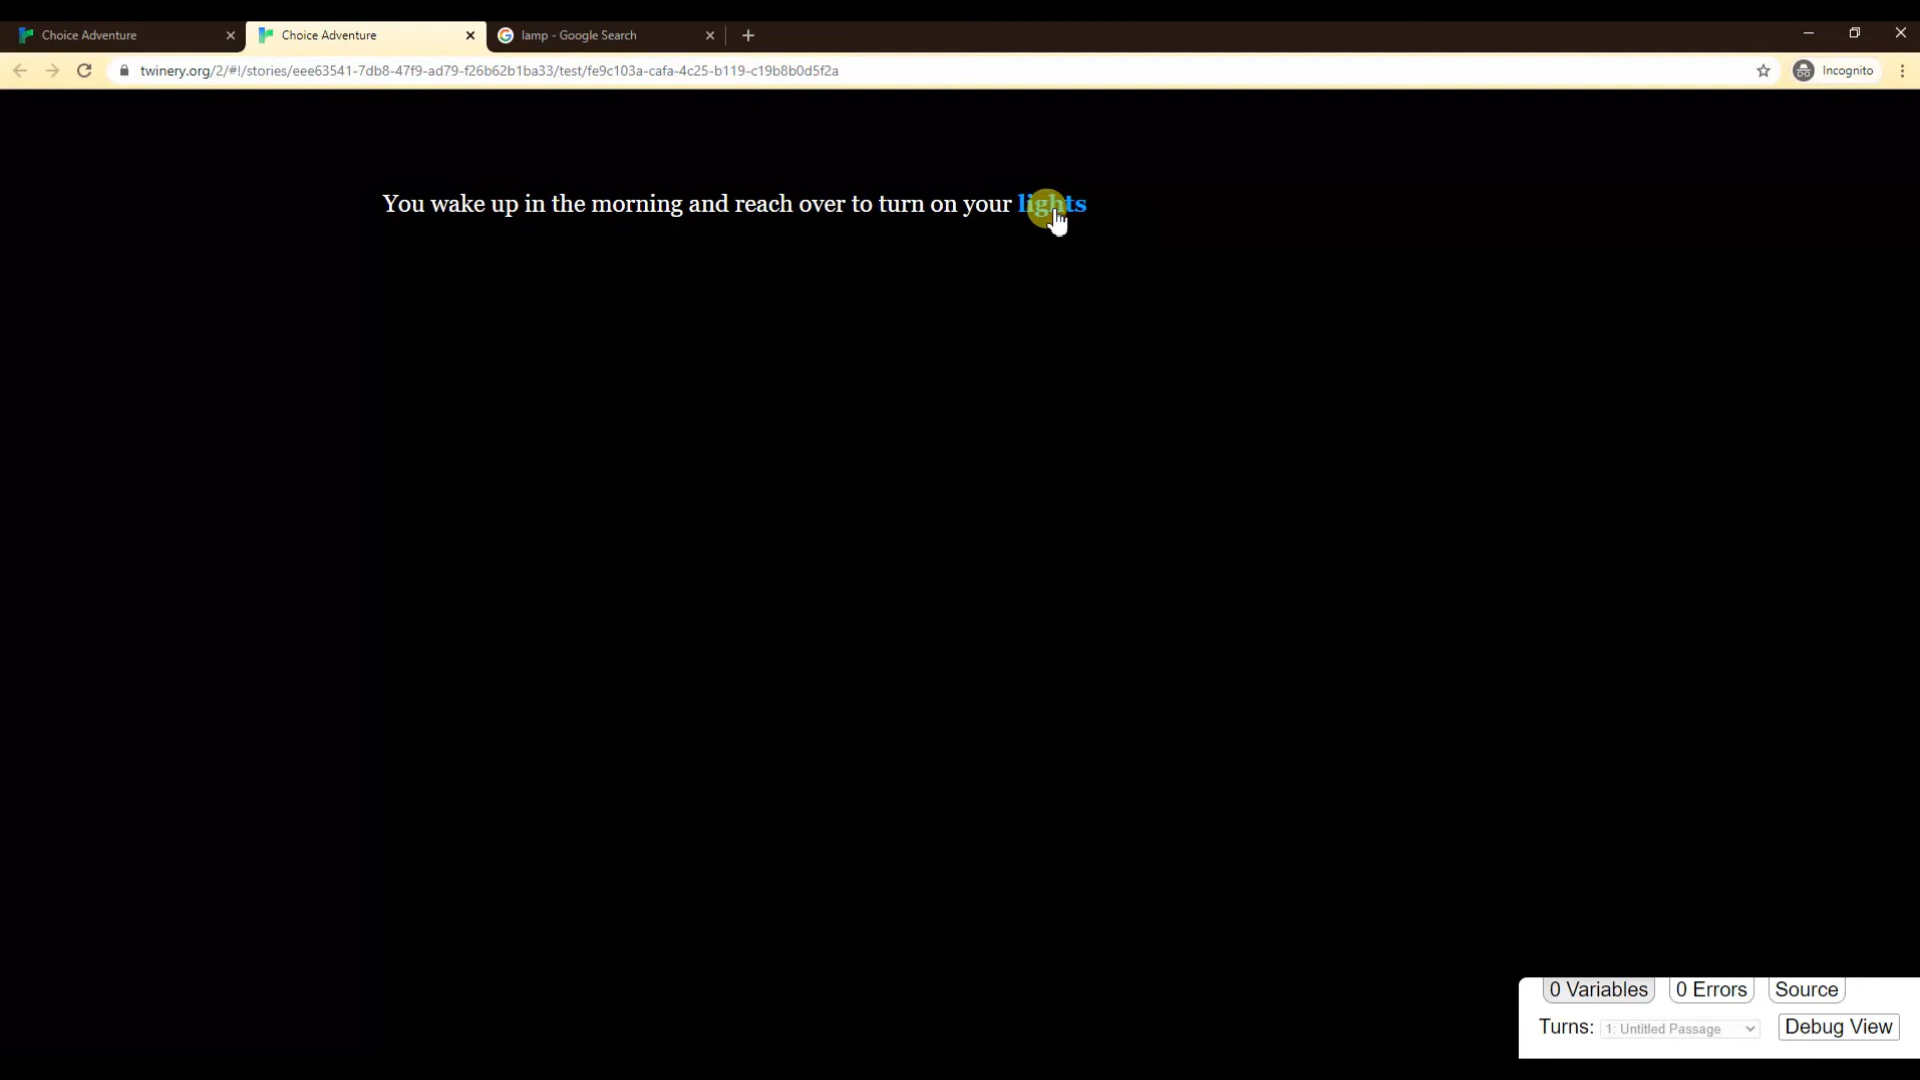 Choice Adventure
Choice Adventure
lamp - Google Search
twinery.org/2/#!/stories/eee63541-7db8-47f9-ad79-f26b62b1ba33/test/fe9c103a-cafa-4c25-b119-c19b8b0d5f2a
Incognito
You wake up in the morning and reach over to turn on your lights
0 Variables
0 Errors
Source
Turns:
1: Untitled Passage
Debug View